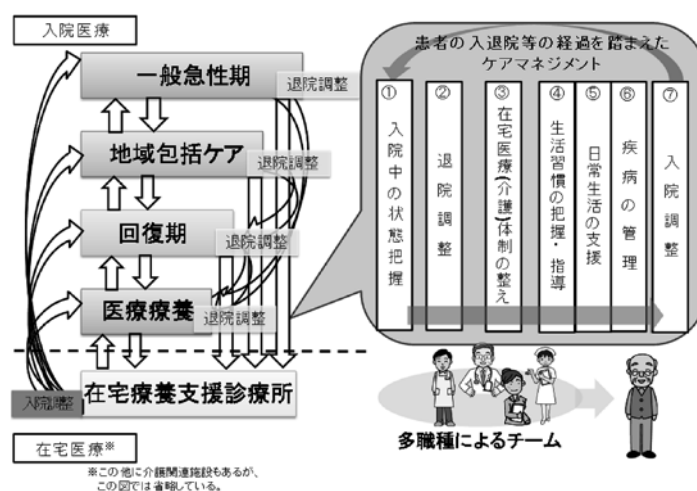 入院医療
一般急性期
退院調整
地域包括ケア
退院調整
回復期
退院調整
医療療養
退院調整
在宅療養支援診療所
入院調整
在宅医療※
※この他に介護関連施設もあるが、
この図では省略している。
患者の入退院等の経過を踏まえた
ケアマネジメント
①入院中の状態把握
②退院調整
③在宅医療(介護)体制の整え
④生活習慣の把握・指導
⑤日常生活の支援
⑥疾病の管理
⑦入院調整
多職種によるチーム